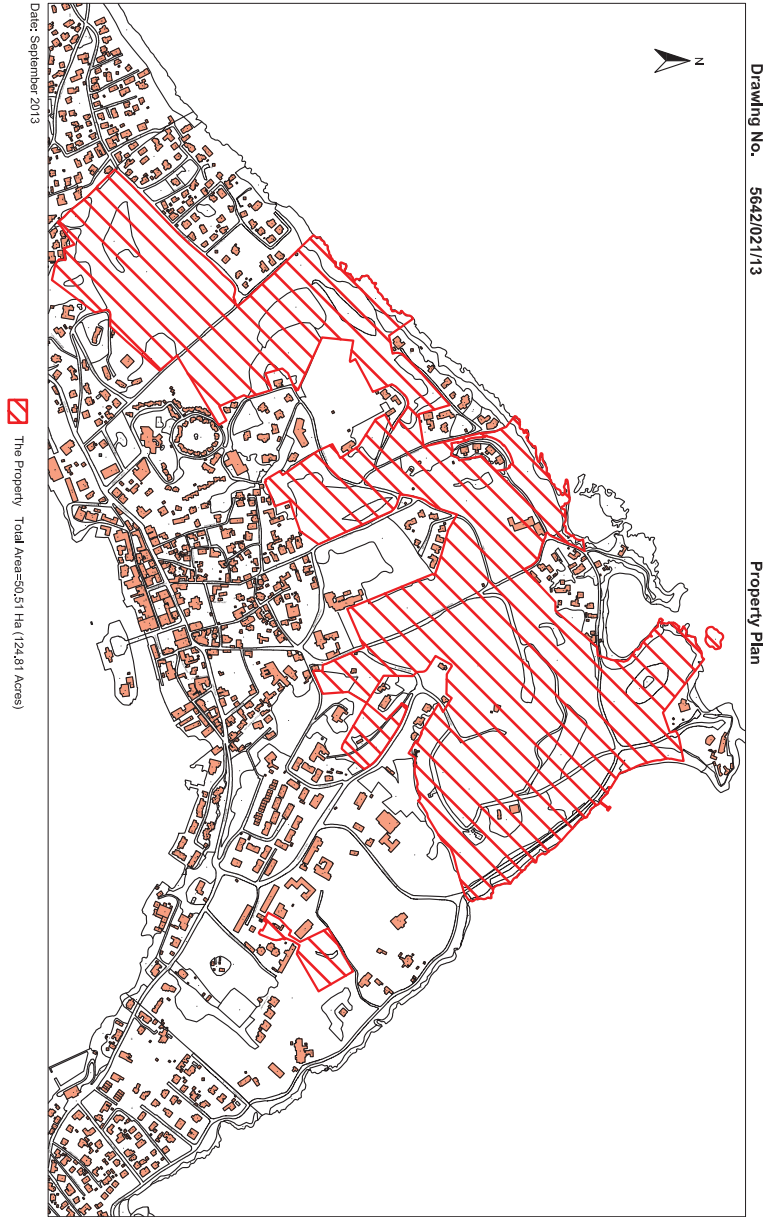 Drawing No. 5642/021/13
Property Plan
N
The Property Total Area=50,51 Ha (124,81 Acres)
Date: September 2013